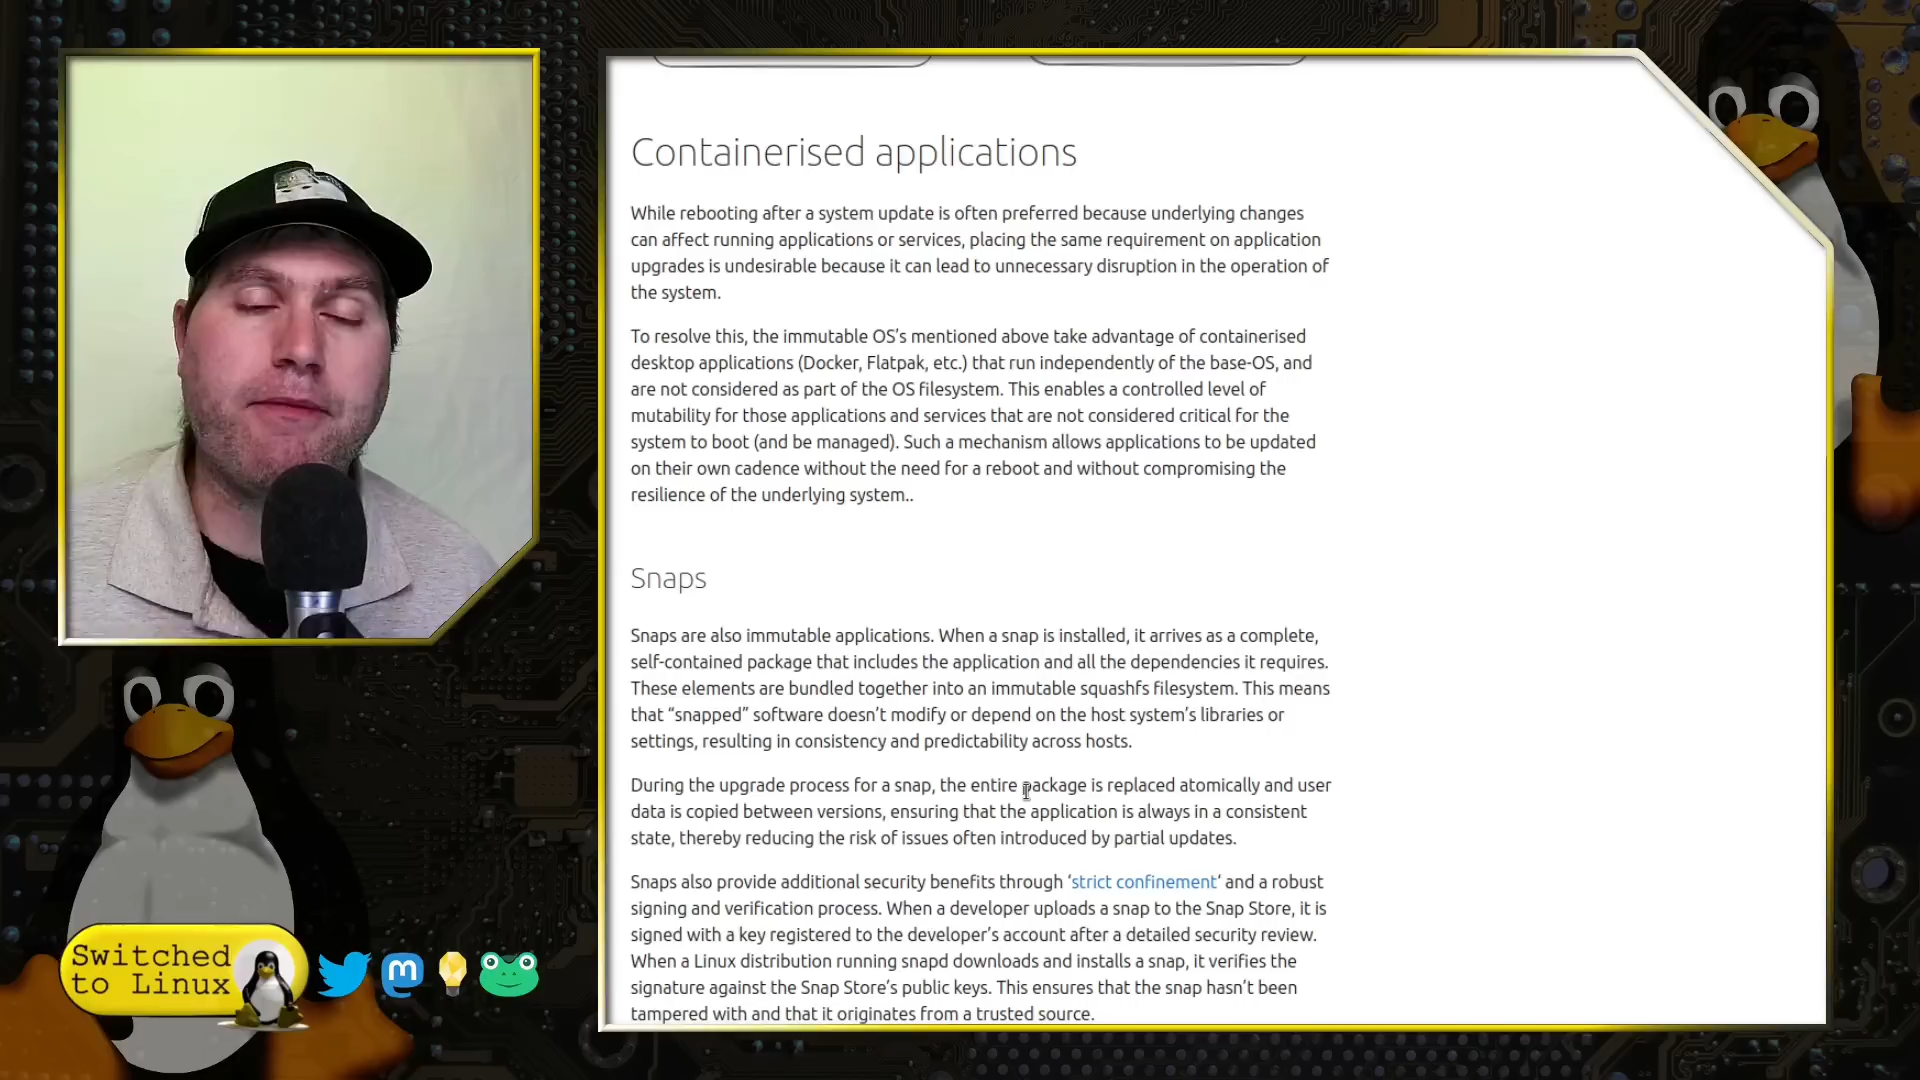 Containerised applications
While rebooting after a system update is often preferred because underlying changes
can affect running applications or services, placing the same requirement on application
upgrades is undesirable because it can lead to unnecessary disruption in the operation of
the system.
To resolve this, the immutable OS’s mentioned above take advantage of containerised
desktop applications (Docker, Flatpak, etc.) that run independently of the base-OS, and
are not considered as part of the OS filesystem. This enables a controlled level of
mutability for those applications and services that are not considered critical for the
system to boot (and be managed). Such a mechanism allows applications to be updated
on their own cadence without the need for a reboot and without compromising the
resilience of the underlying system..
Snaps
Snaps are also immutable applications. When a snap is installed, it arrives as a complete,
self-contained package that includes the application and all the dependencies it requires.
These elements are bundled together into an immutable squashfs filesystem. This means
that “snapped” software doesn’t modify or depend on the host system’s libraries or
settings, resulting in consistency and predictability across hosts.
During the upgrade process for a snap, the entire package is replaced atomically and user
data is copied between versions, ensuring that the application is always in a consistent
state, thereby reducing the risk of issues often introduced by partial updates.
Snaps also provide additional security benefits through ‘strict confinement‘ and a robust
signing and verification process. When a developer uploads a snap to the Snap Store, it is
signed with a key registered to the developer’s account after a detailed security review.
When a Linux distribution running snapd downloads and installs a snap, it verifies the
signature against the Snap Store’s public keys. This ensures that the snap hasn’t been
tampered with and that it originates from a trusted source.
Switched
to Linux
m